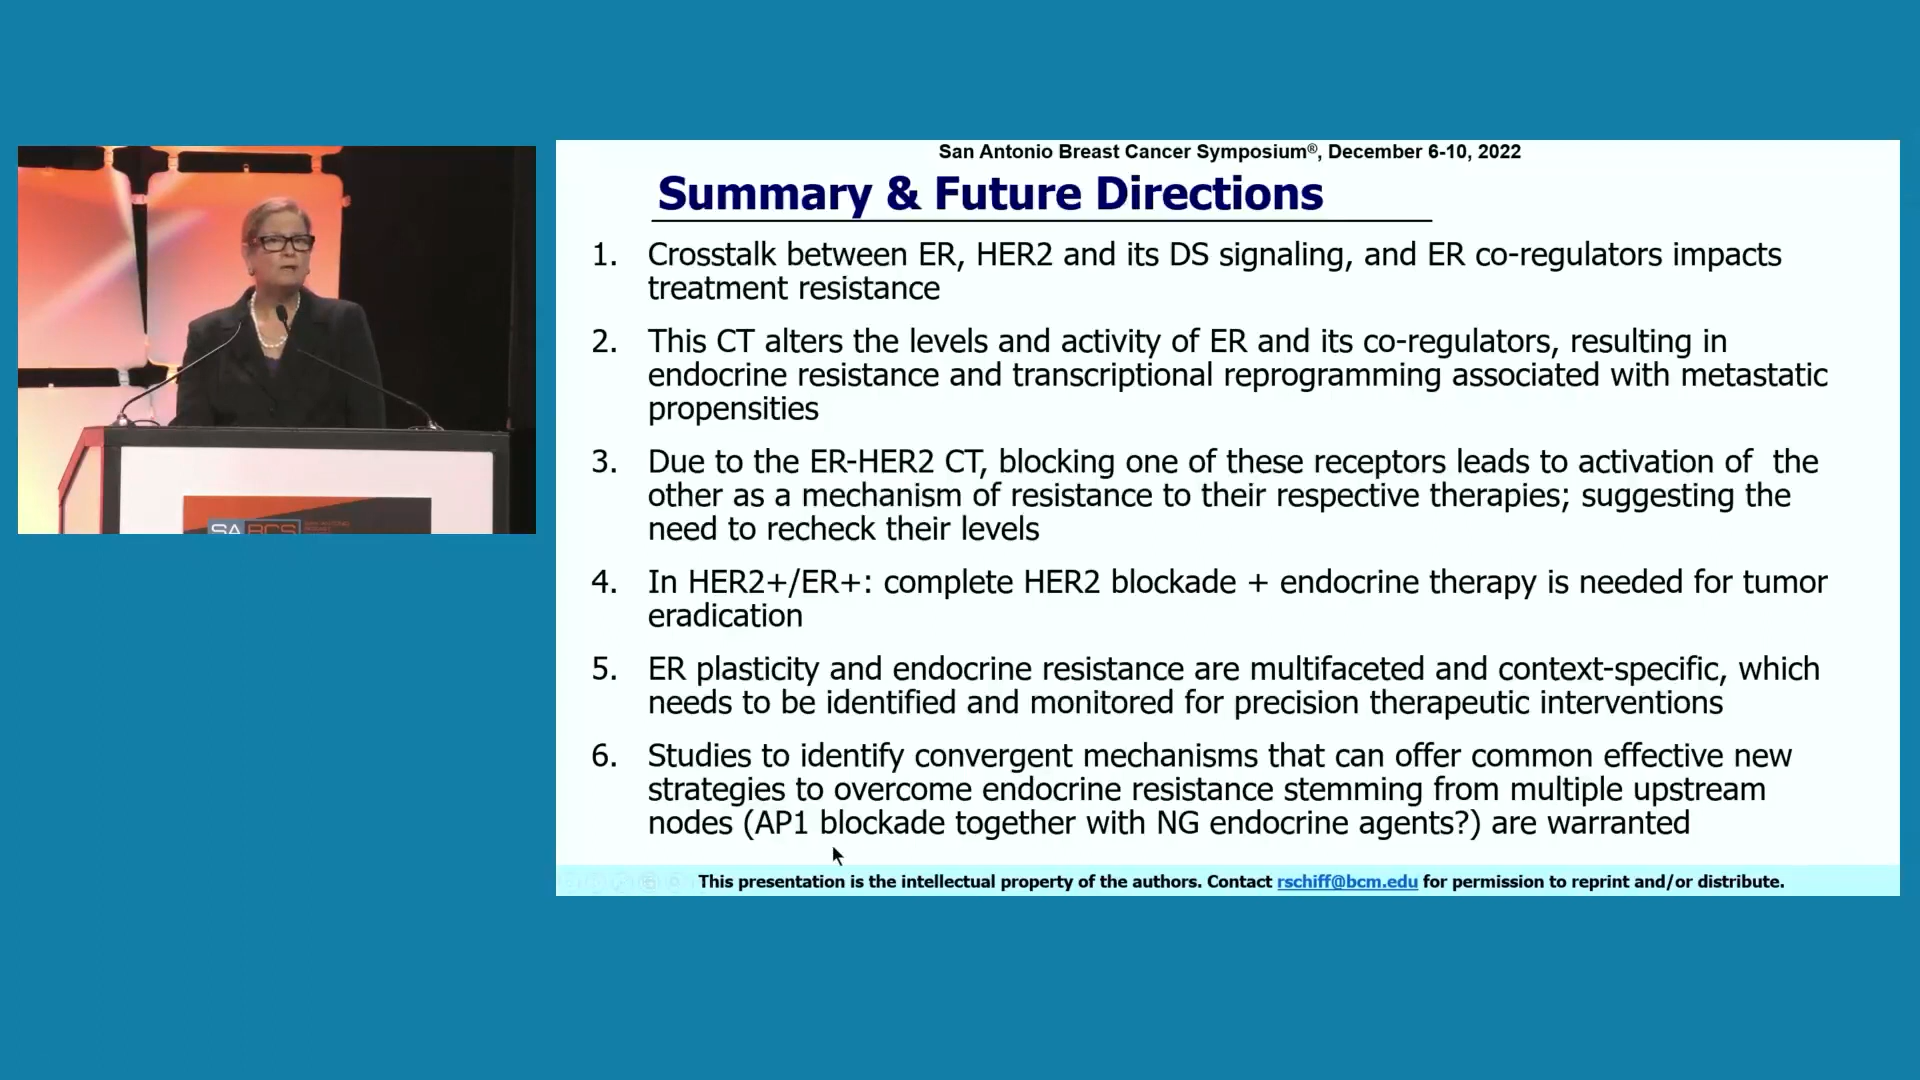 San Antonio Breast Cancer Symposium®, December 6-10, 2022
Summary & Future Directions
1. Crosstalk between ER, HER2 and its DS signaling, and ER co-regulators impacts
treatment resistance
2. This CT alters the levels and activity of ER and its co-regulators, resulting in
endocrine resistance and transcriptional reprogramming associated with metastatic
propensities
3. Due to the ER-HER2 CT, blocking one of these receptors leads to activation of the
other as a mechanism of resistance to their respective therapies; suggesting the
need to recheck their levels
4. In HER2+/ER+: complete HER2 blockade + endocrine therapy is needed for tumor
eradication
5. ER plasticity and endocrine resistance are multifaceted and context-specific, which
needs to be identified and monitored for precision therapeutic interventions
6. Studies to identify convergent mechanisms that can offer common effective new
strategies to overcome endocrine resistance stemming from multiple upstream
nodes (AP1 blockade together with NG endocrine agents?) are warranted
This presentation is the intellectual property of the authors. Contact rschiff@bcm.edu for permission to reprint and/or distribute.
SABCS